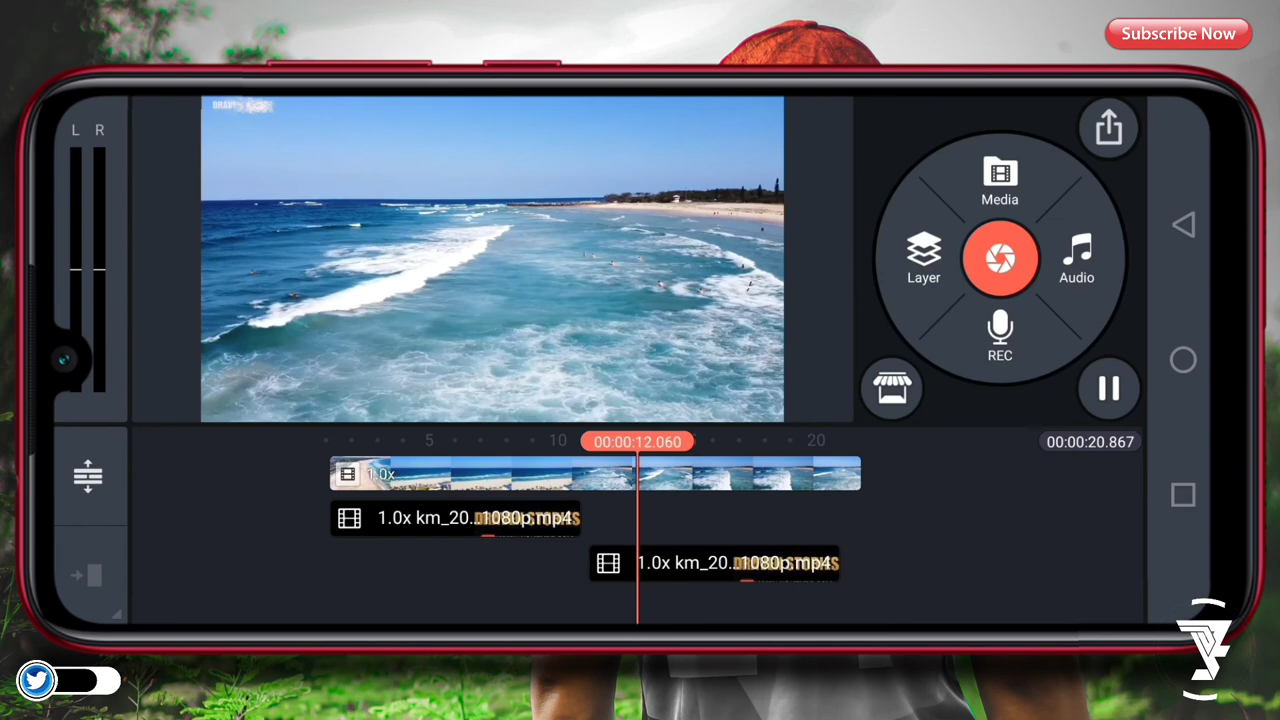 Subscribe Now
L R
Media
Layer
Audio
REC
5
10
00:00:12.060
20
00:00:20.867
1.0x
1.0x km_20...1080p.mp4
1.0x km_20...1080p.mp4